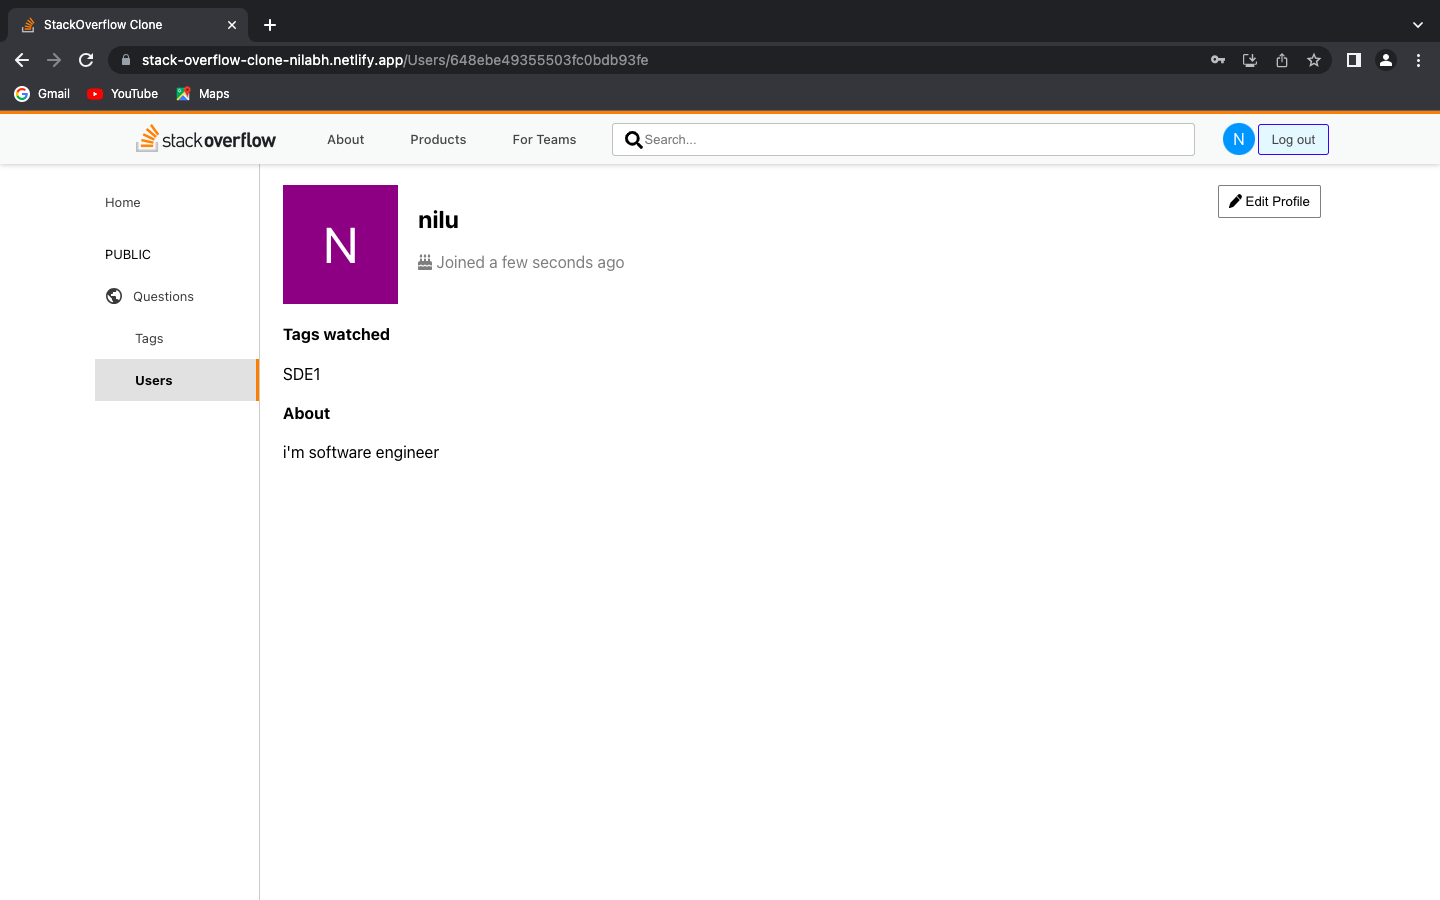 StackOverflow Clone
stack-overflow-clone-nilabh.netlify.app/Users/648ebe49355503fc0bdb93fe
Gmail YouTube Maps
stackoverflow About Products For Teams Search... N Log out
Home
PUBLIC
Questions
Tags
Users
N
nilu
Joined a few seconds ago
Edit Profile
Tags watched
SDE1
About
i'm software engineer